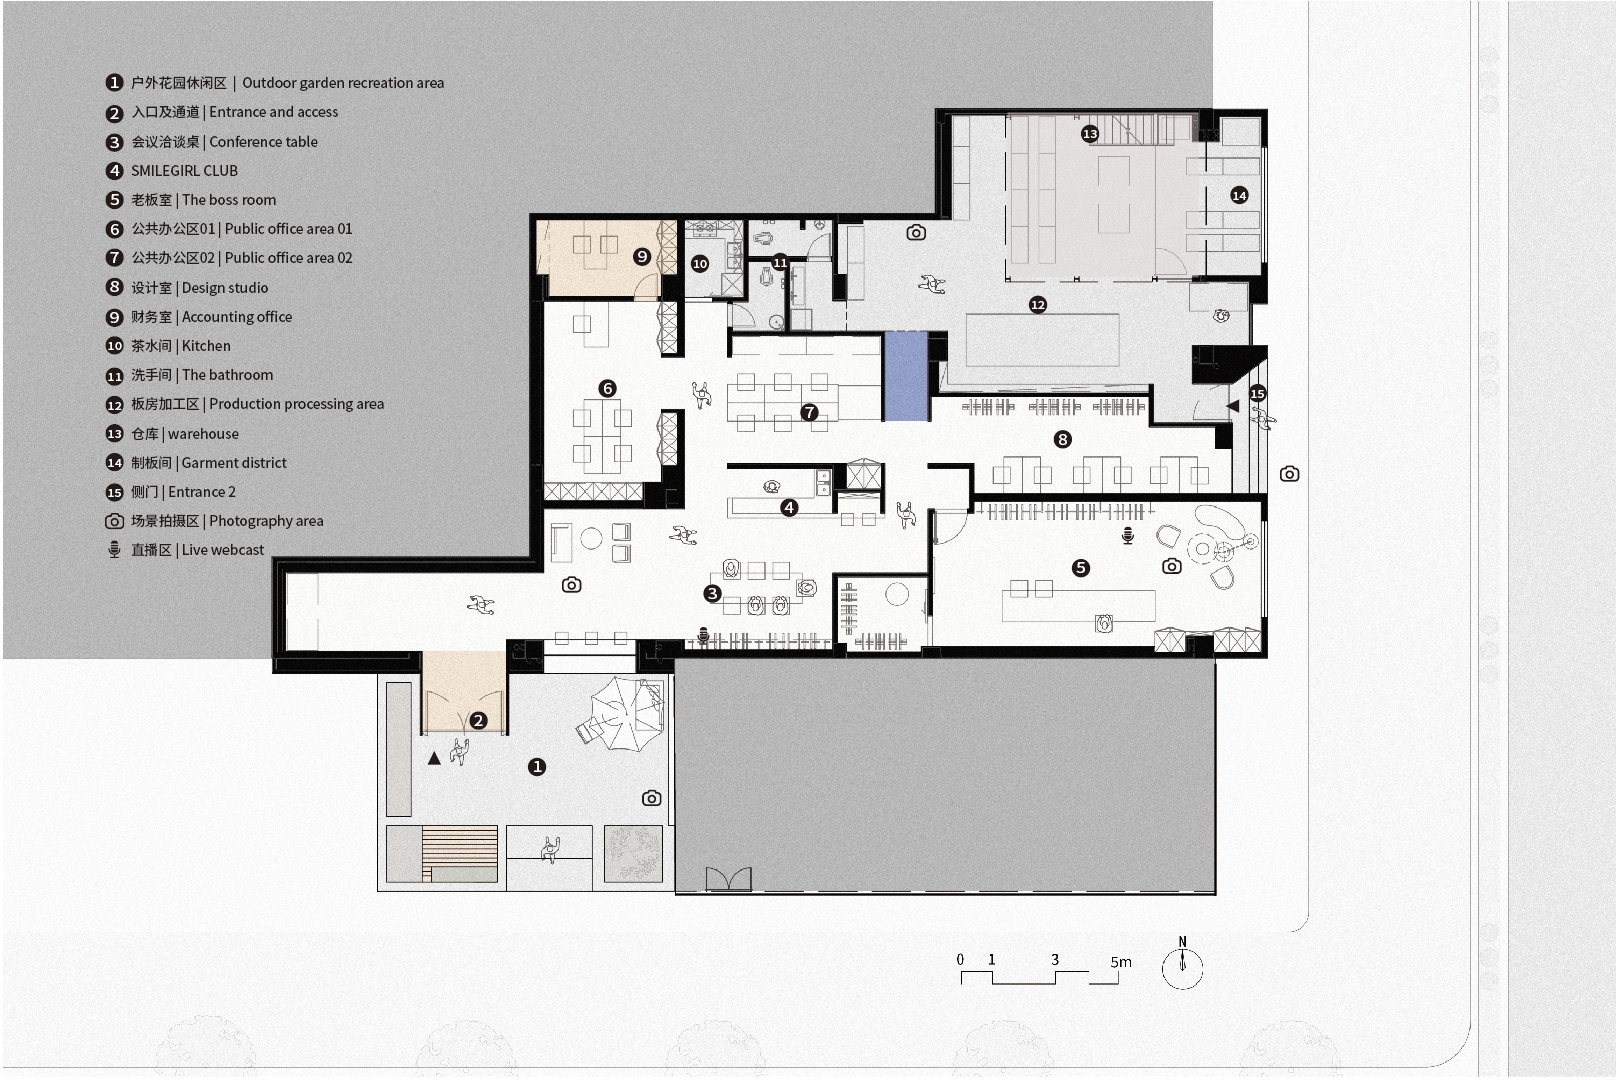 1 户外花园休闲区 | Outdoor garden recreation area
2 入口及通道 | Entrance and access
3 会议洽谈桌 | Conference table
4 SMILEGIRL CLUB
5 老板室 | The boss room
6 公共办公区01 | Public office area 01
7 公共办公区02 | Public office area 02
8 设计室 | Design studio
9 财务室 | Accounting office
10 茶水间 | Kitchen
11 洗手间 | The bathroom
12 板房加工区 | Production processing area
13 仓库 | warehouse
14 制板间 | Garment district
15 侧门 | Entrance 2
场景拍摄区 | Photography area
直播区 | Live webcast
13
14
9
10
11
12
6
7
15
8
4
5
3
2
1
N
0 1 3 5m